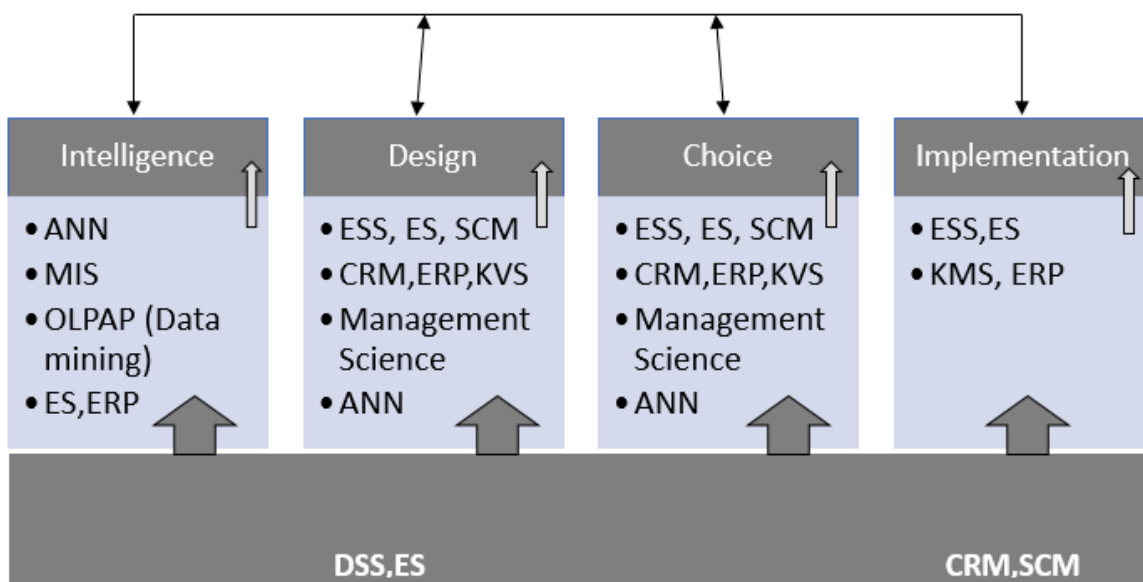 Intelligence
• ANN
• MIS
• OLPAP (Data
mining)
• ES,ERP
Design
• ESS, ES, SCM
• CRM,ERP,KVS
• Management
Science
• ANN
Choice
• ESS, ES, SCM
• CRM,ERP,KVS
• Management
Science
• ANN
Implementation
• ESS,ES
• KMS, ERP
DSS,ES
CRM,SCM